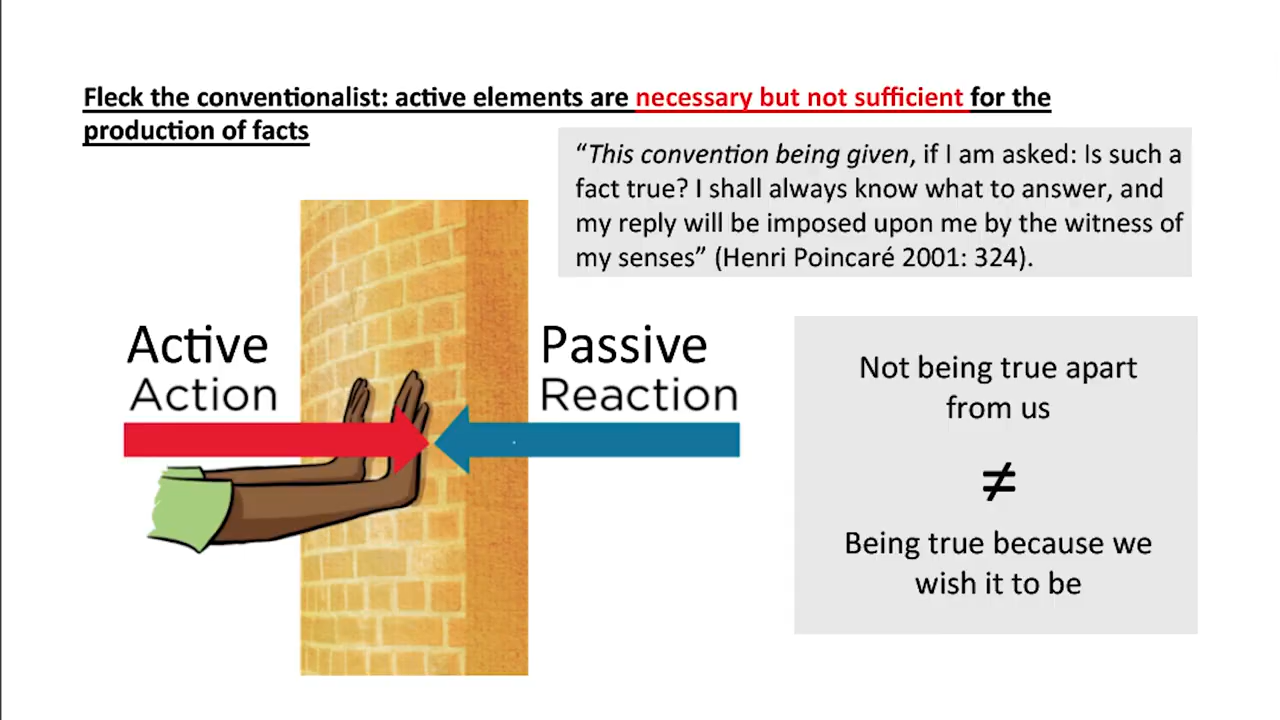 Fleck the conventionalist: active elements are necessary but not sufficient for the
production of facts
“This convention being given, if I am asked: Is such a
fact true? I shall always know what to answer, and
my reply will be imposed upon me by the witness of
my senses” (Henri Poincaré 2001: 324).
Active
Action
Passive
Reaction
Not being true apart
from us
≠
Being true because we
wish it to be